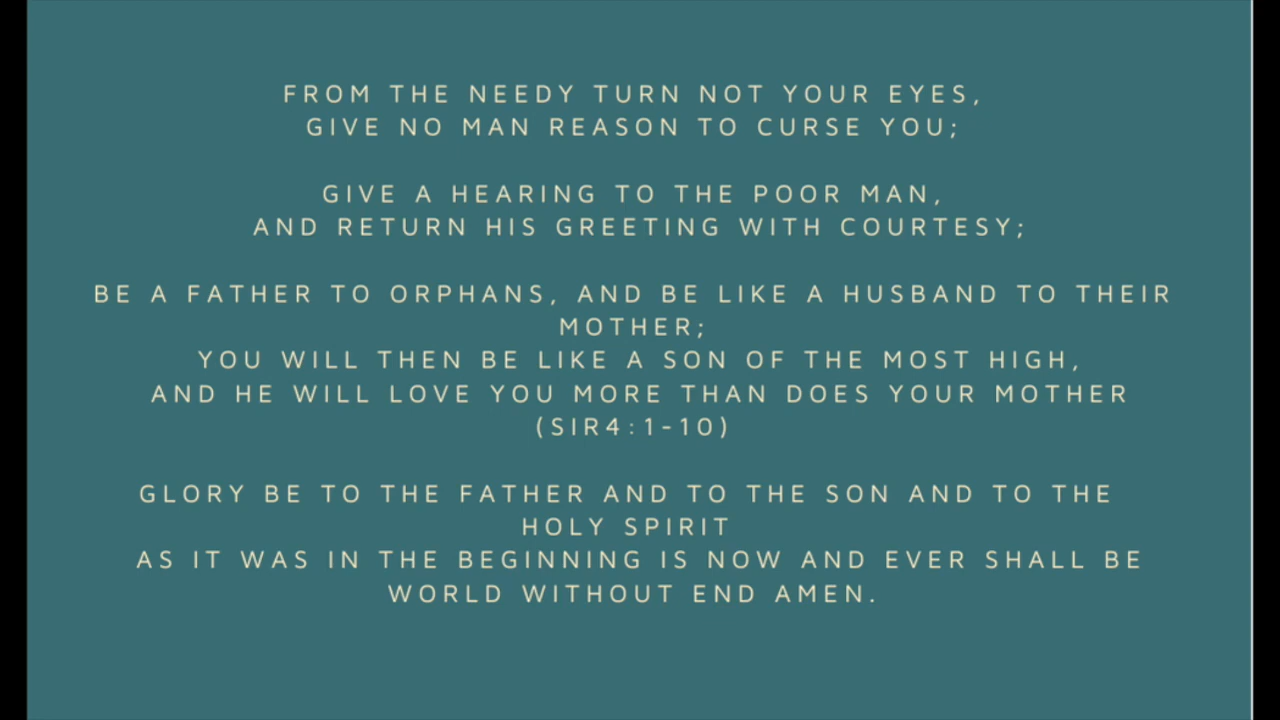 FROM THE NEEDY TURN NOT YOUR EYES,
GIVE NO MAN REASON TO CURSE YOU;
GIVE A HEARING TO THE POOR MAN,
AND RETURN HIS GREETING WITH COURTESY;
BE A FATHER TO ORPHANS, AND BE LIKE A HUSBAND TO THEIR
MOTHER;
YOU WILL THEN BE LIKE A SON OF THE MOST HIGH,
AND HE WILL LOVE YOU MORE THAN DOES YOUR MOTHER
(SIR4:1-10)
GLORY BE TO THE FATHER AND TO THE SON AND TO THE
HOLY SPIRIT
AS IT WAS IN THE BEGINNING IS NOW AND EVER SHALL BE
WORLD WITHOUT END AMEN.